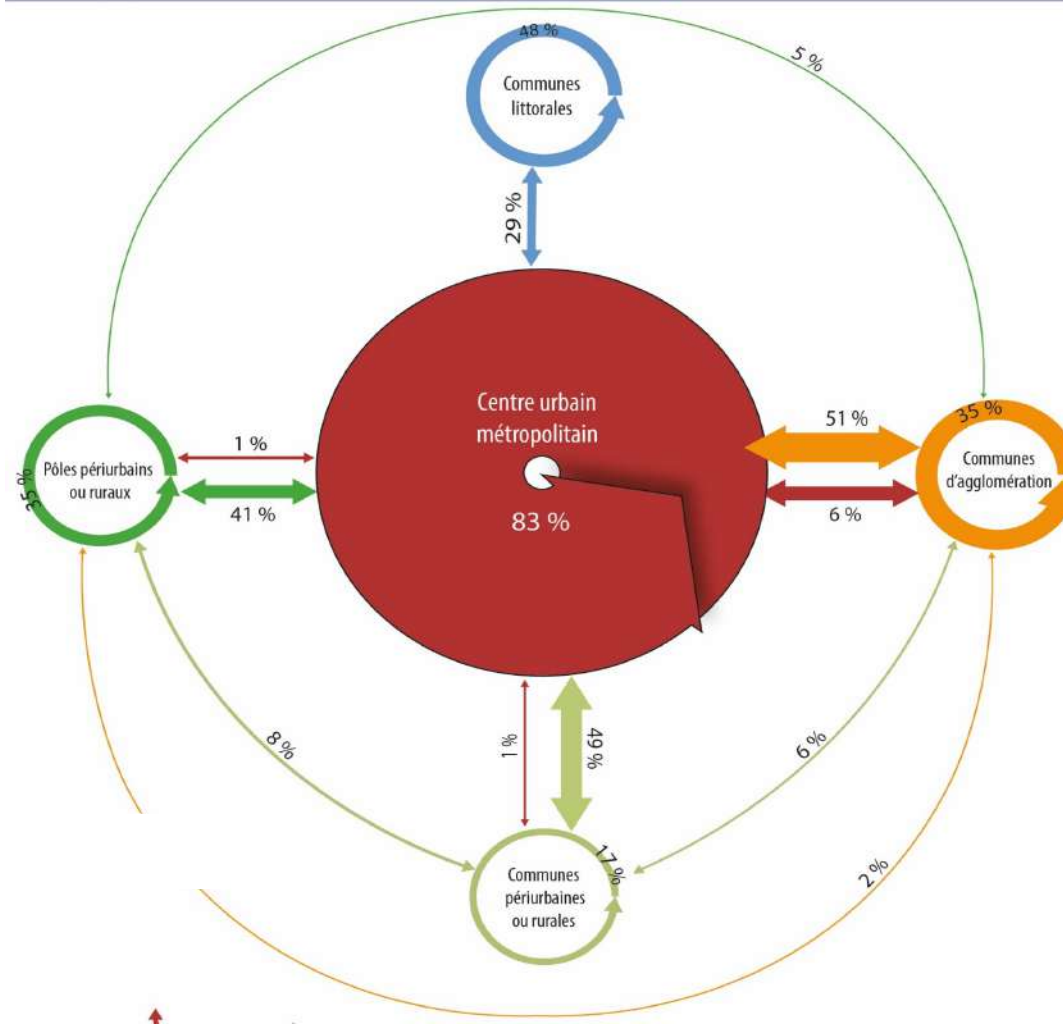 48 %
Communes
littorales
5 %
29 %
Centre urbain
métropolitain
83 %
1 %
41 %
35 %
Pôles périurbains
ou ruraux
51 %
6 %
35 %
Communes
d'agglomération
8 %
1 %
49 %
6 %
17 %
Communes
périurbaines
ou rurales
2 %